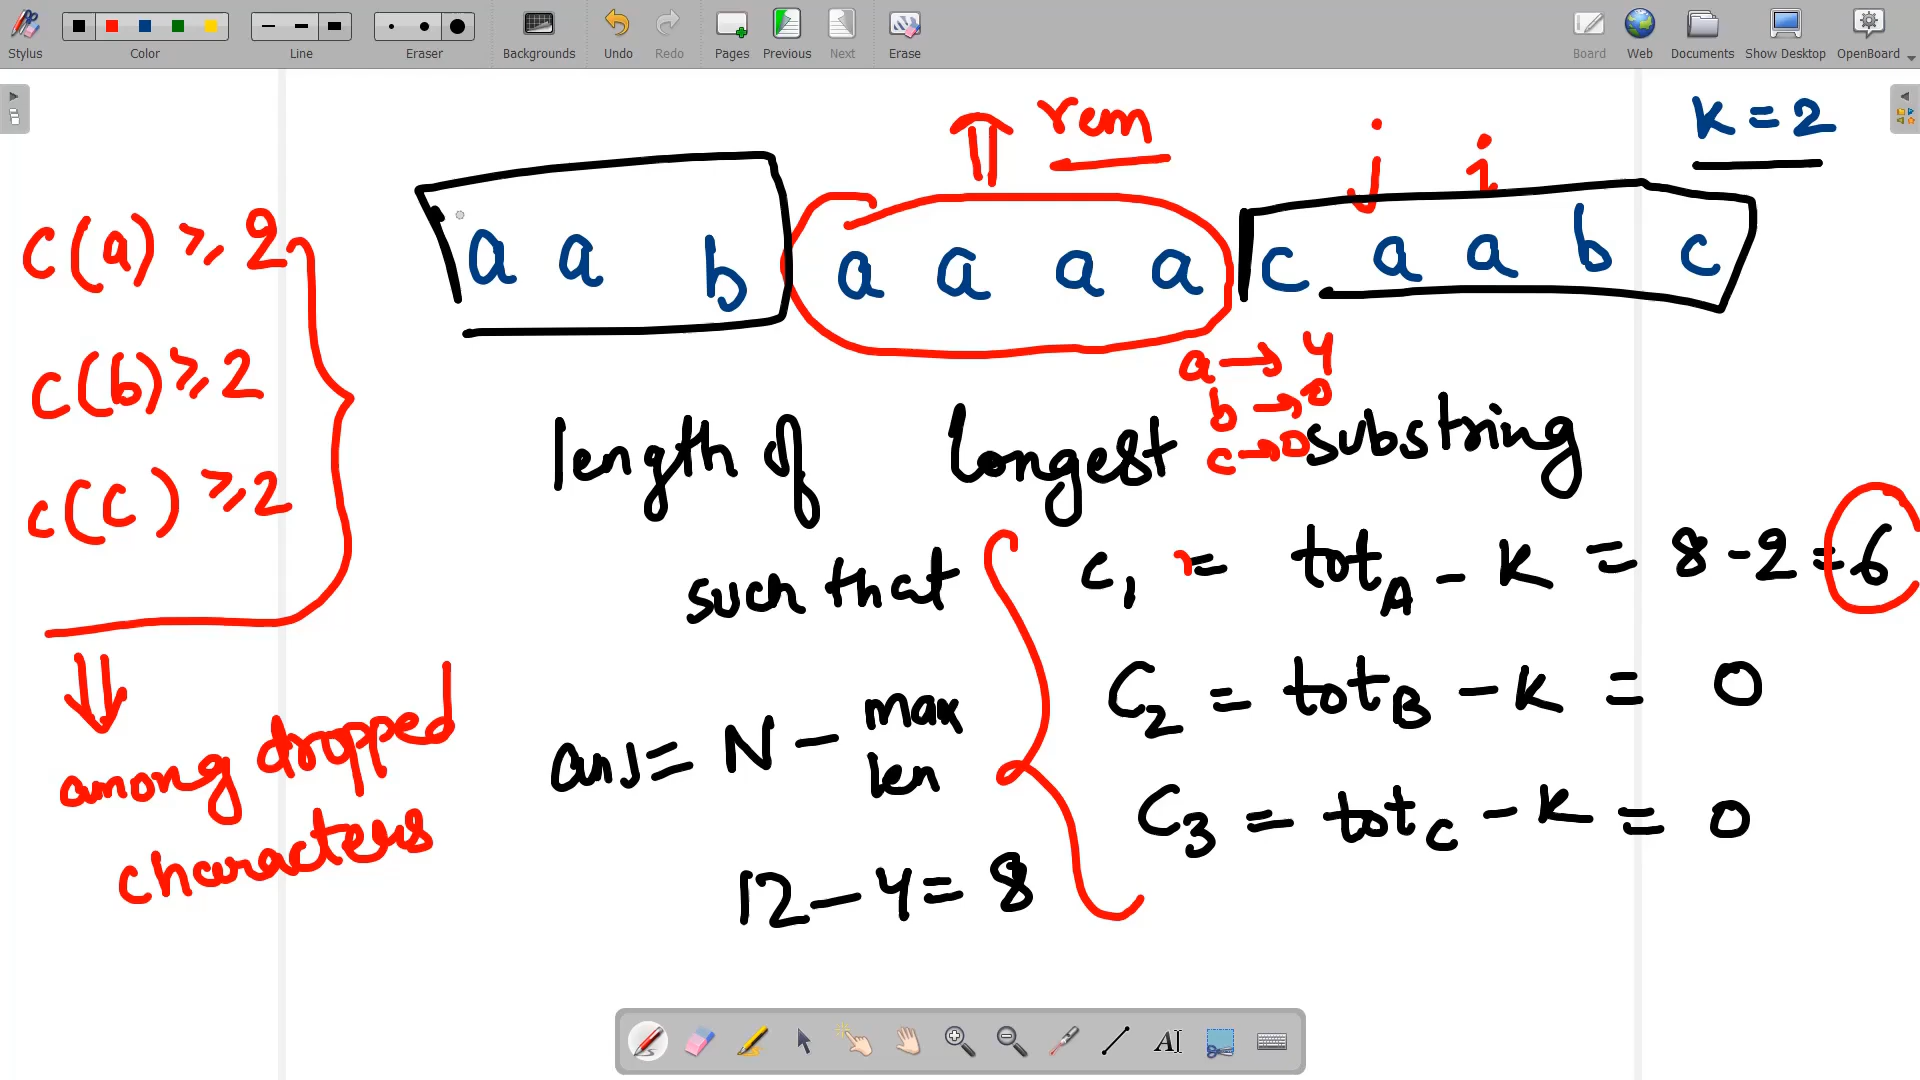 Stylus Color Line Eraser Backgrounds Undo Redo Pages Previous Next Erase Board Web Documents Show Desktop OpenBoard
rem
j i
K = 2
a a b a a a a c a a b c
c(a) ⩾ 2
c(b) ⩾ 2
c(c) ⩾ 2
among dropped
characters
a → 4
b → 0
c → 0
length of longest substring
such that
C1 = totA - K = 8 - 2 = 6
C2 = totB - K = 0
C3 = totC - K = 0
ans = N - max len
12 - 4 = 8